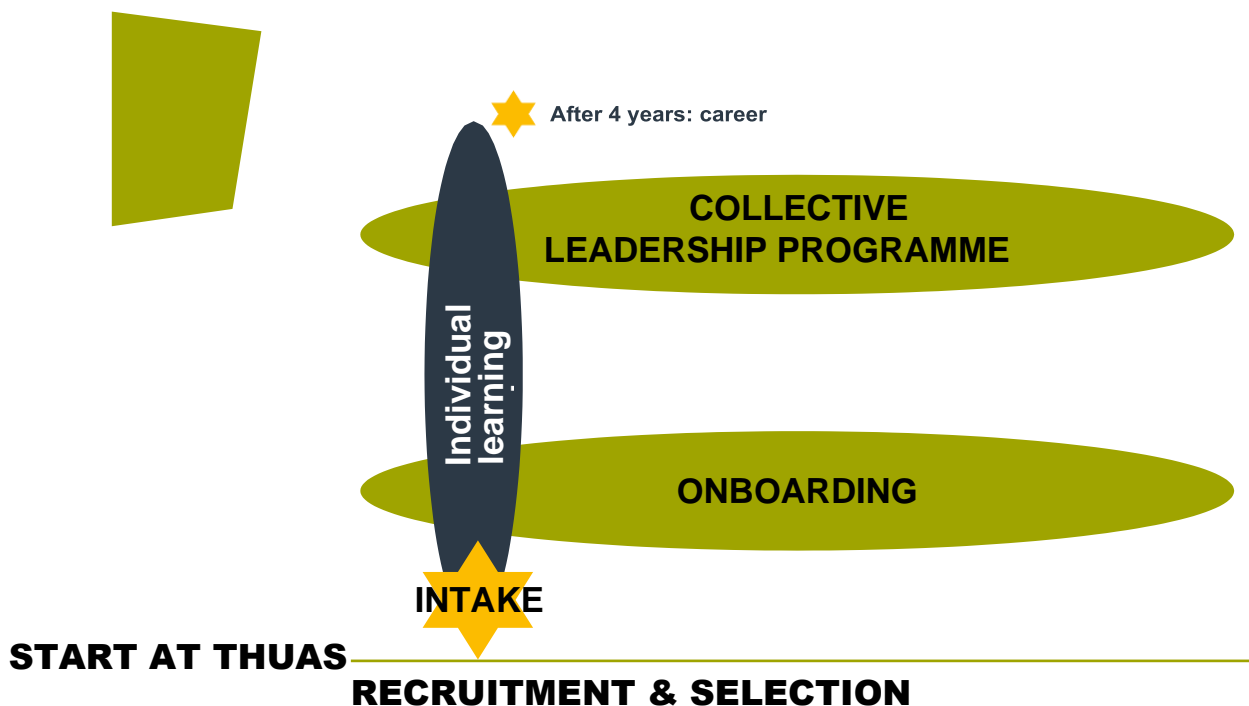 After 4 years: career
COLLECTIVE
LEADERSHIP PROGRAMME
Individual
learning
ONBOARDING
INTAKE
START AT THUAS
RECRUITMENT & SELECTION